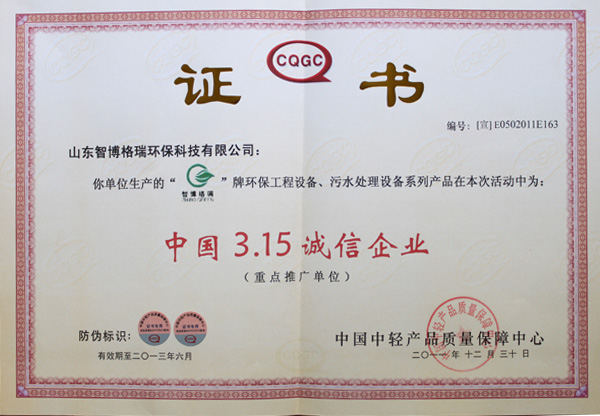 CQGC
证书
编号：[宣] E0502011E163
山东智博格瑞环保科技有限公司：
你单位生产的“智博格瑞”牌环保工程设备、污水处理设备系列产品在本次活动中为：
中国 3.15 诚信企业
（重点推广单位）
防伪标识：
有效期至二〇一三年六月
中国中轻产品质量保障中心
二〇一一年十二月三十日